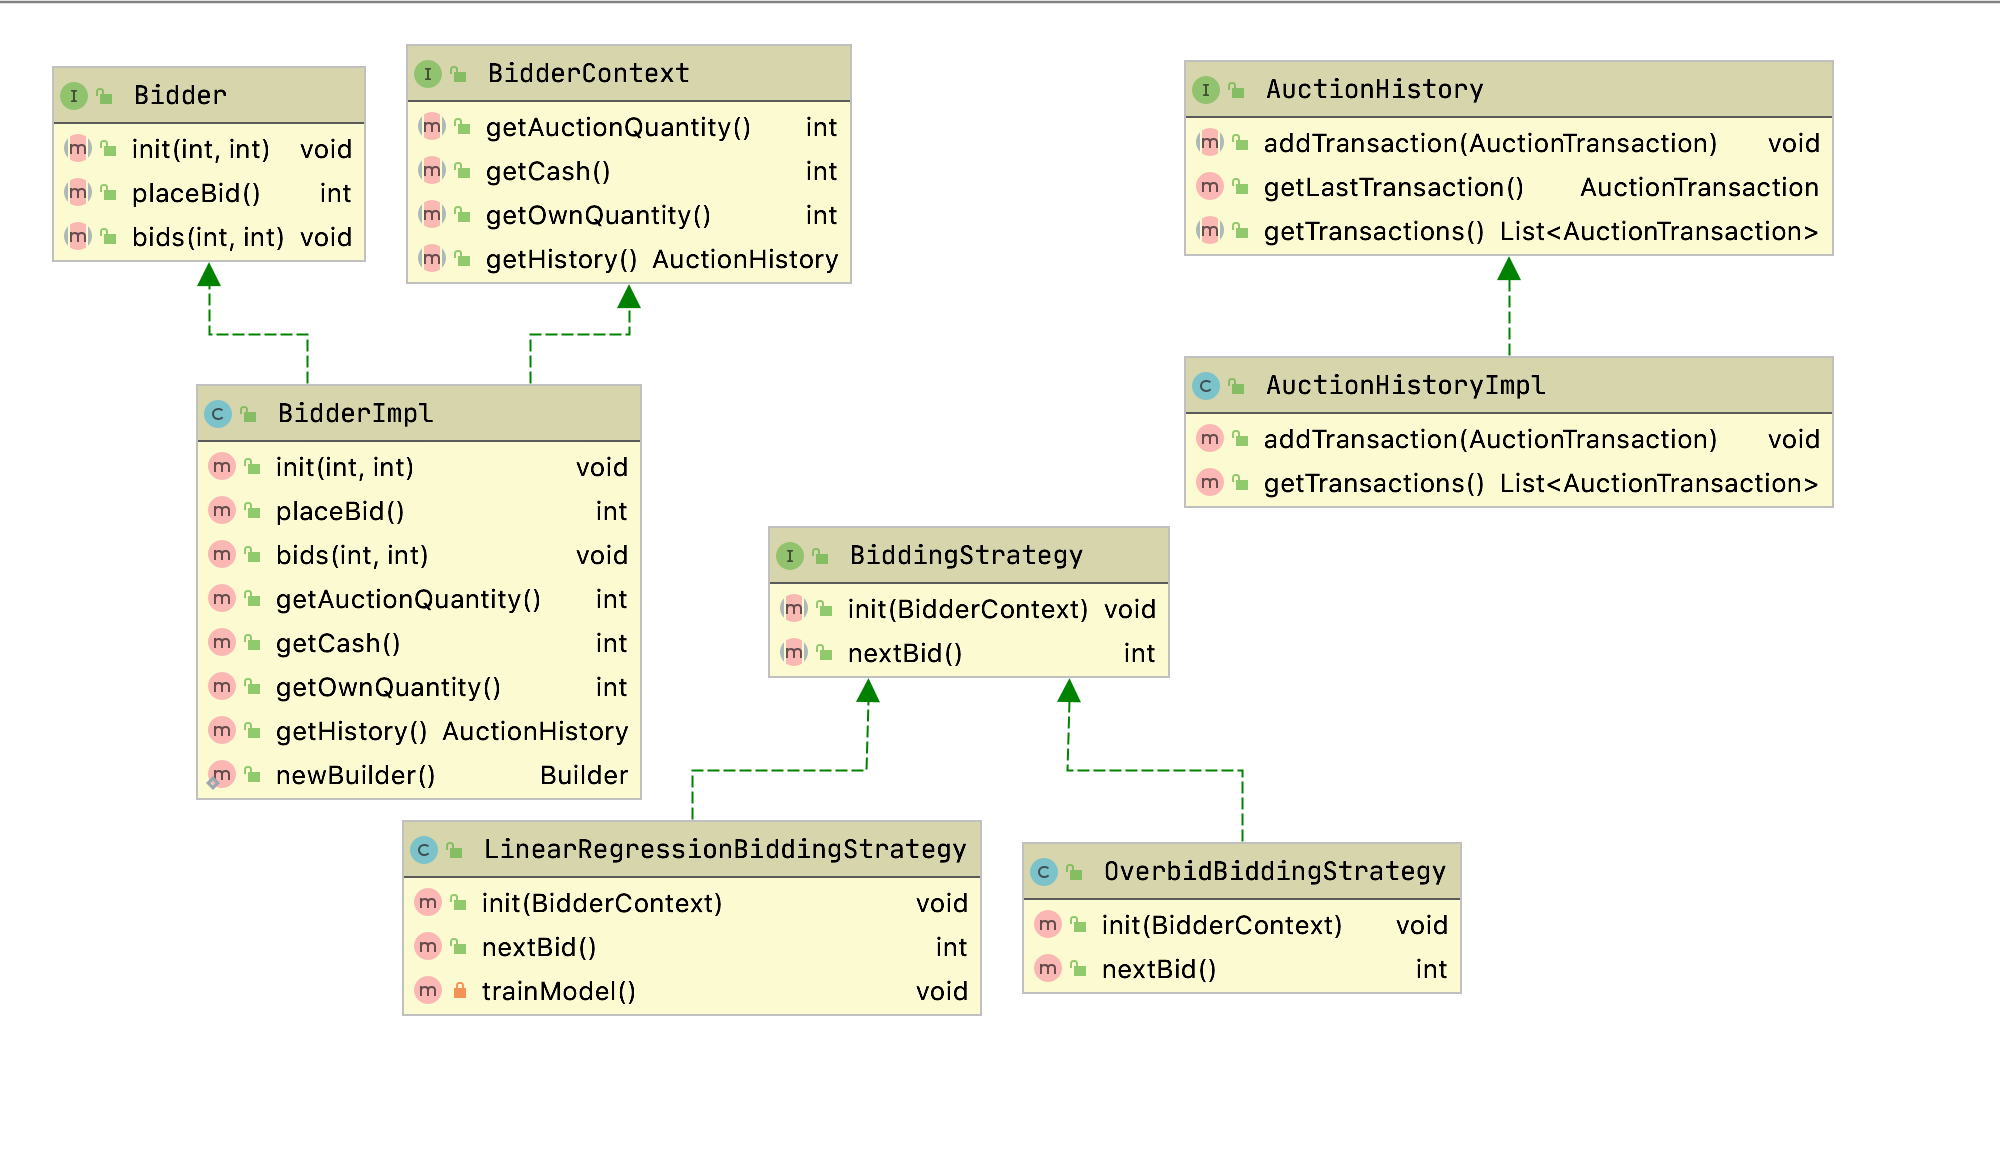 Bidder
init(int, int) void
placeBid() int
bids(int, int) void
BidderContext
getAuctionQuantity() int
getCash() int
getOwnQuantity() int
getHistory() AuctionHistory
AuctionHistory
addTransaction(AuctionTransaction) void
getLastTransaction() AuctionTransaction
getTransactions() List<AuctionTransaction>
BidderImpl
init(int, int) void
placeBid() int
bids(int, int) void
getAuctionQuantity() int
getCash() int
getOwnQuantity() int
getHistory() AuctionHistory
newBuilder() Builder
AuctionHistoryImpl
addTransaction(AuctionTransaction) void
getTransactions() List<AuctionTransaction>
BiddingStrategy
init(BidderContext) void
nextBid() int
LinearRegressionBiddingStrategy
init(BidderContext) void
nextBid() int
trainModel() void
OverbidBiddingStrategy
init(BidderContext) void
nextBid() int